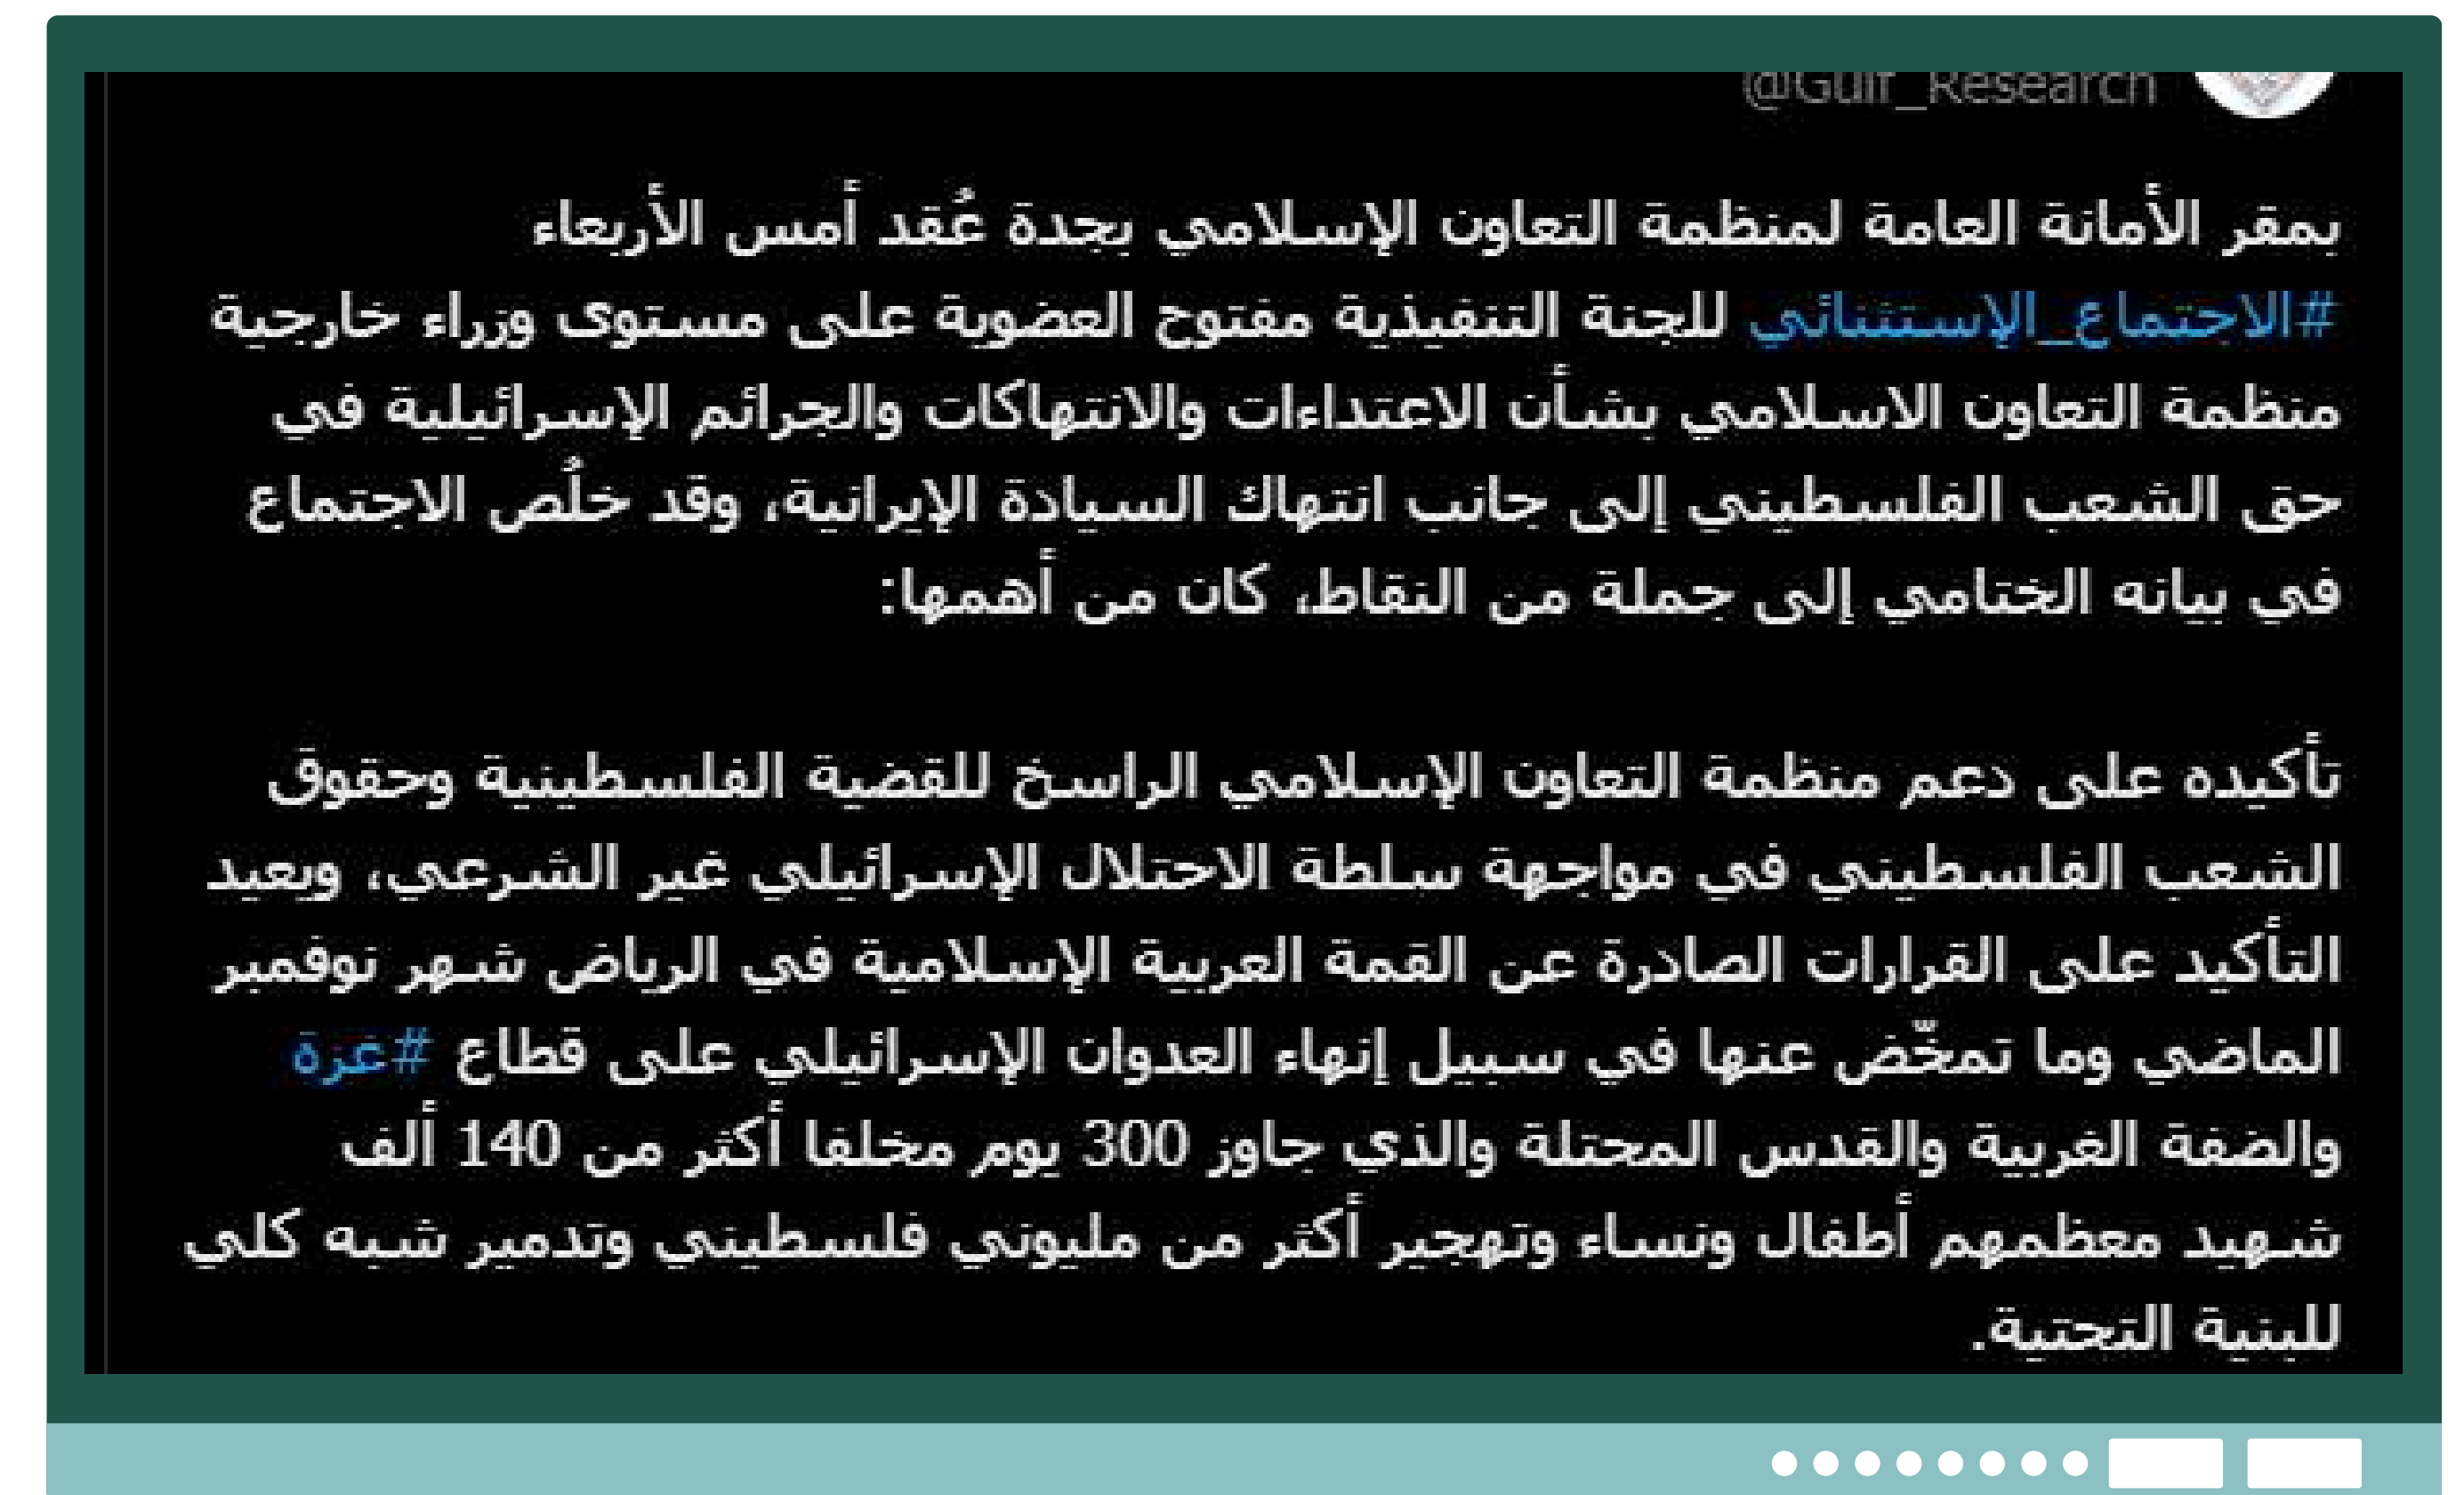 @Gulf_Research
بمقر الأمانة العامة لمنظمة التعاون الإسلامي بجدة عُقد أمس الأربعاء
#الاجتماع_الإستثنائي للجنة التنفيذية مفتوح العضوية على مستوى وزراء خارجية
منظمة التعاون الاسلامي بشأن الاعتداءات والانتهاكات والجرائم الإسرائيلية في
حق الشعب الفلسطيني إلى جانب انتهاك السيادة الإيرانية، وقد خلُص الاجتماع
في بيانه الختامي إلى جملة من النقاط، كان من أهمها:
تأكيده على دعم منظمة التعاون الإسلامي الراسخ للقضية الفلسطينية وحقوق
الشعب الفلسطيني في مواجهة سلطة الاحتلال الإسرائيلي غير الشرعي، ويعيد
التأكيد على القرارات الصادرة عن القمة العربية الإسلامية في الرياض شهر نوفمبر
الماضي وما تمخّض عنها في سبيل إنهاء العدوان الإسرائيلي على قطاع #غزة
والضفة الغربية والقدس المحتلة والذي جاوز 300 يوم مخلفا أكثر من 140 ألف
شهيد معظمهم أطفال ونساء وتهجير أكثر من مليوني فلسطيني وتدمير شبه كلي
للبنية التحتية.